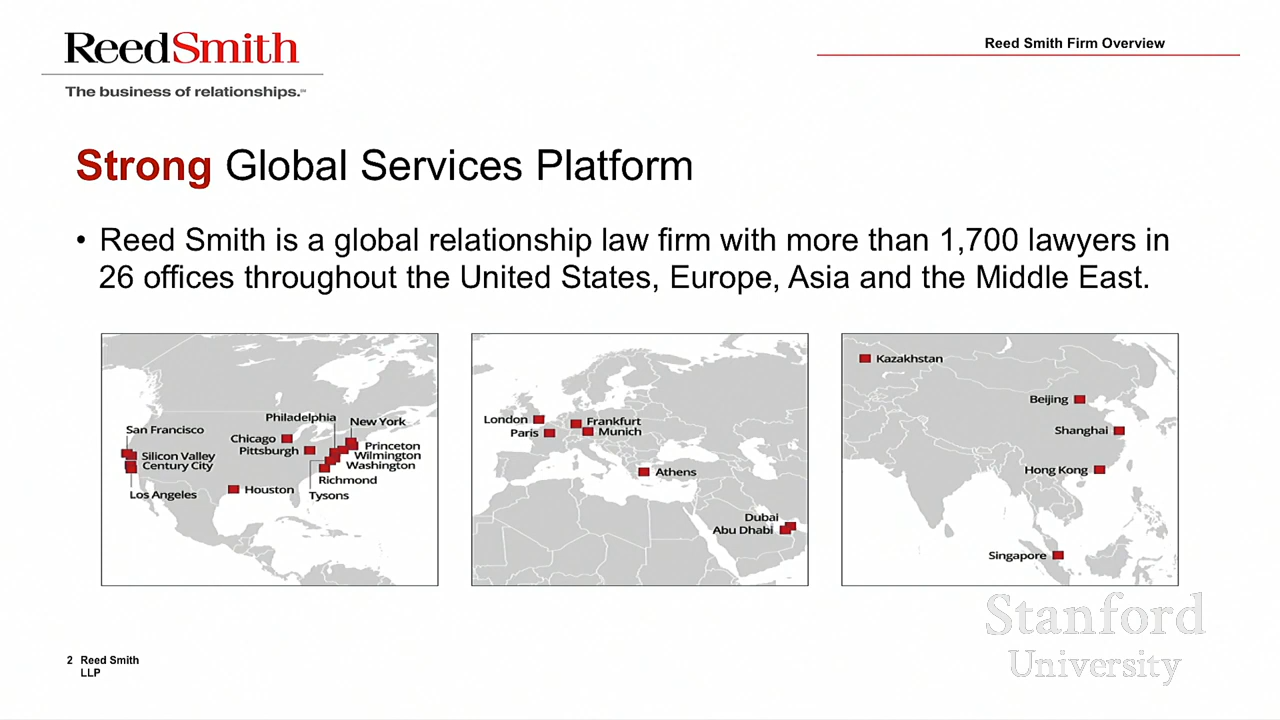 ReedSmith
The business of relationships.℠
Reed Smith Firm Overview
Strong Global Services Platform
• Reed Smith is a global relationship law firm with more than 1,700 lawyers in
26 offices throughout the United States, Europe, Asia and the Middle East.
San Francisco
Silicon Valley
Century City
Los Angeles
Chicago
Pittsburgh
Houston
Philadelphia
New York
Princeton
Wilmington
Washington
Richmond
Tysons
London
Paris
Frankfurt
Munich
Athens
Dubai
Abu Dhabi
Kazakhstan
Beijing
Shanghai
Hong Kong
Singapore
2 Reed Smith
LLP
Stanford
University